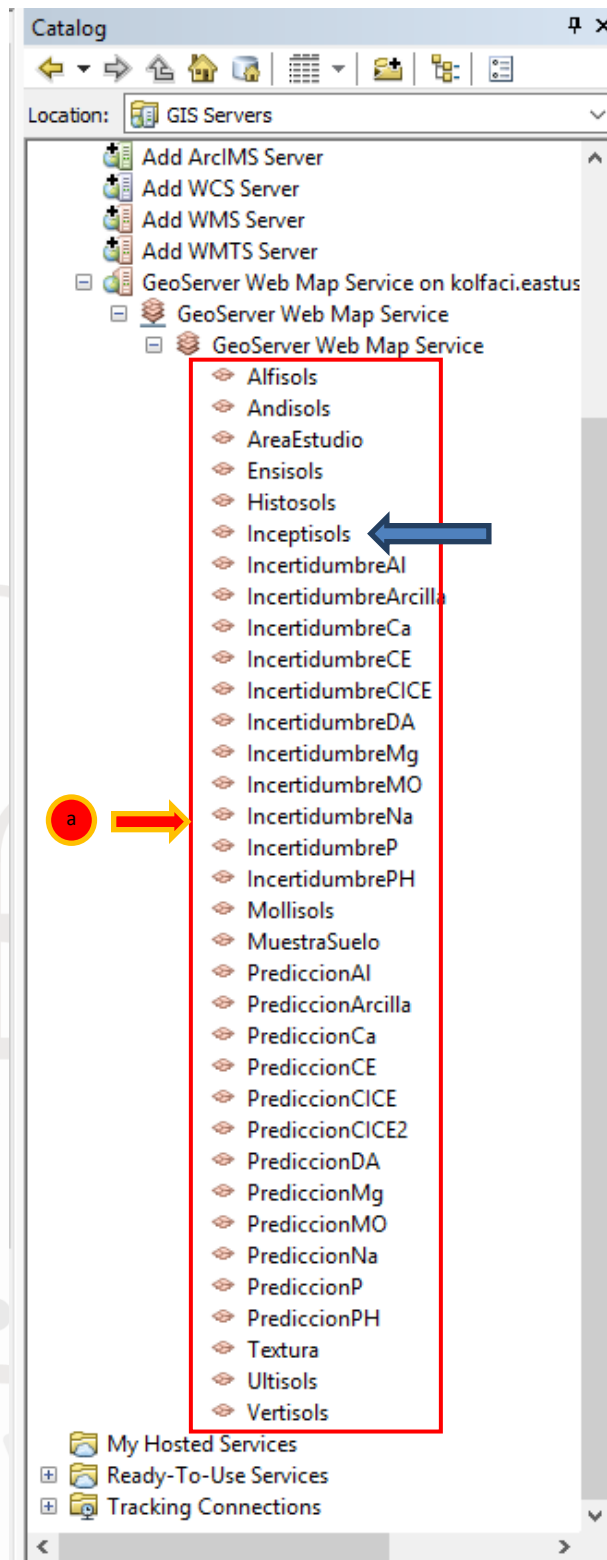 Catalog
Location: GIS Servers
Add ArcIMS Server
Add WCS Server
Add WMS Server
Add WMTS Server
GeoServer Web Map Service on kolfaci.eastus
GeoServer Web Map Service
GeoServer Web Map Service
Alfisols
Andisols
AreaEstudio
Ensisols
Histosols
Inceptisols
IncertidumbreAl
IncertidumbreArcilla
IncertidumbreCa
IncertidumbreCE
IncertidumbreCICE
IncertidumbreDA
IncertidumbreMg
IncertidumbreMO
a IncertidumbreNa
IncertidumbreP
IncertidumbrePH
Mollisols
MuestraSuelo
PrediccionAl
PrediccionArcilla
PrediccionCa
PrediccionCE
PrediccionCICE
PrediccionCICE2
PrediccionDA
PrediccionMg
PrediccionMO
PrediccionNa
PrediccionP
PrediccionPH
Textura
Ultisols
Vertisols
My Hosted Services
Ready-To-Use Services
Tracking Connections